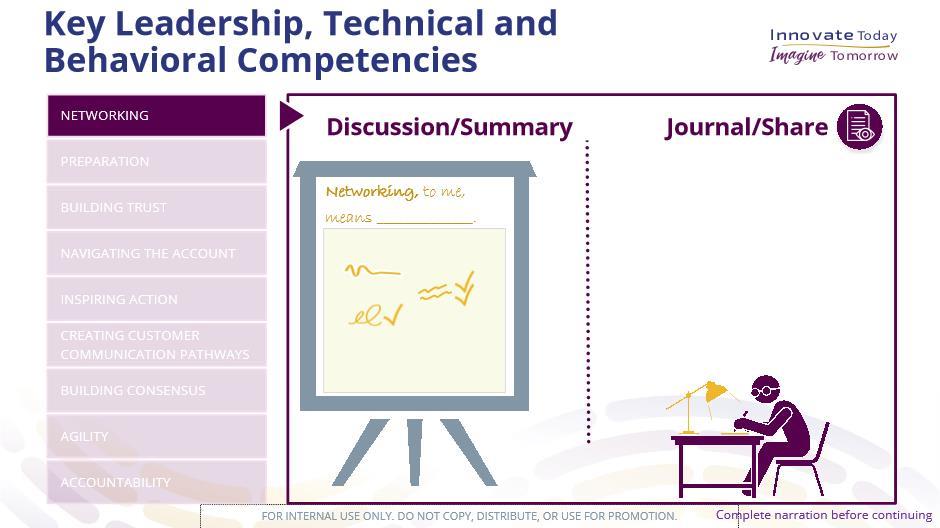 Key Leadership, Technical and
Behavioral Competencies
Innovate Today
Imagine Tomorrow
NETWORKING
PREPARATION
BUILDING TRUST
NAVIGATING THE ACCOUNT
INSPIRING ACTION
CREATING CUSTOMER
COMMUNICATION PATHWAYS
BUILDING CONSENSUS
AGILITY
ACCOUNTABILITY
Discussion/Summary
Networking, to me,
means ______________.
Journal/Share
FOR INTERNAL USE ONLY. DO NOT COPY, DISTRIBUTE, OR USE FOR PROMOTION.
Complete narration before continuing